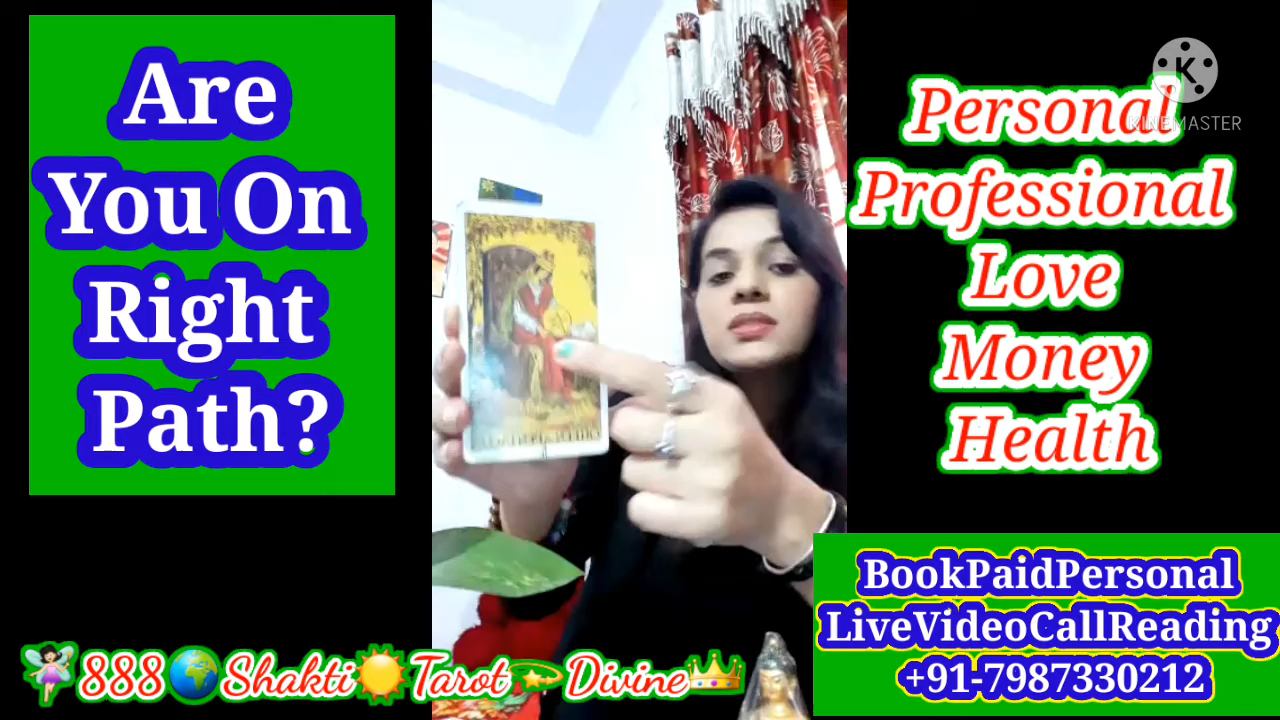 Are
You On
Right
Path?
K
KINEMASTER
Personal
Professional
Love
Money
Health
BookPaidPersonal
LiveVideoCallReading
+91-7987330212
🧚🏻‍♀️888🌍Shakti☀️Tarot💫Divine👑